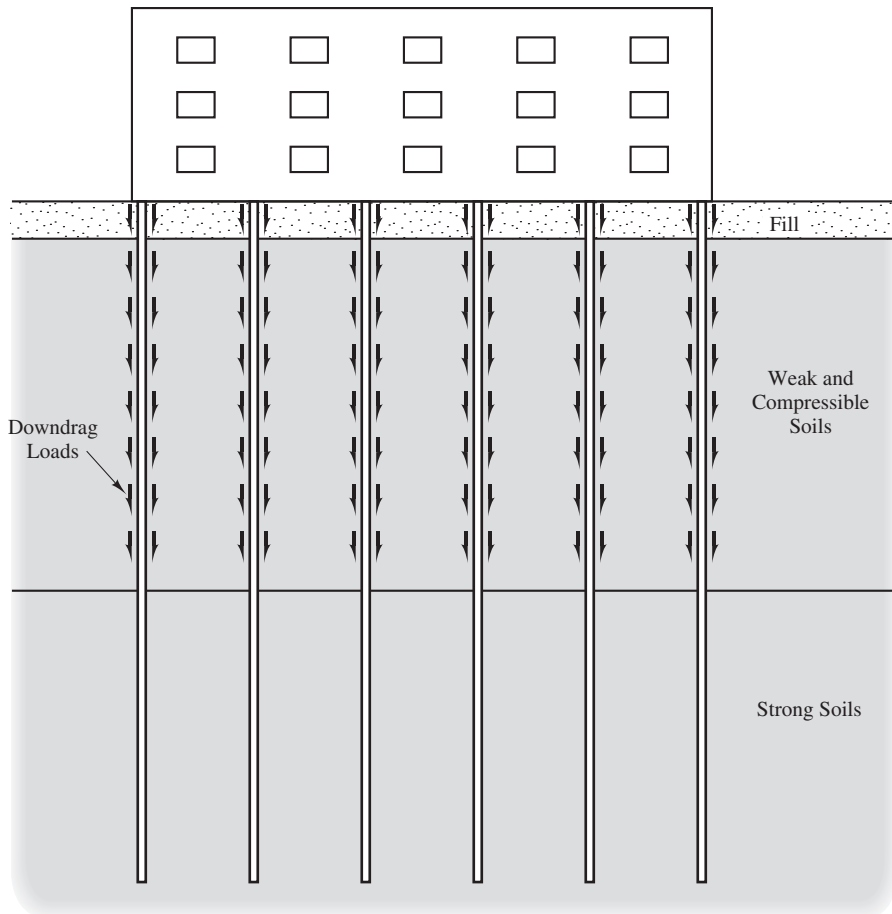 Fill
Weak and
Compressible
Soils
Downdrag
Loads
Strong Soils